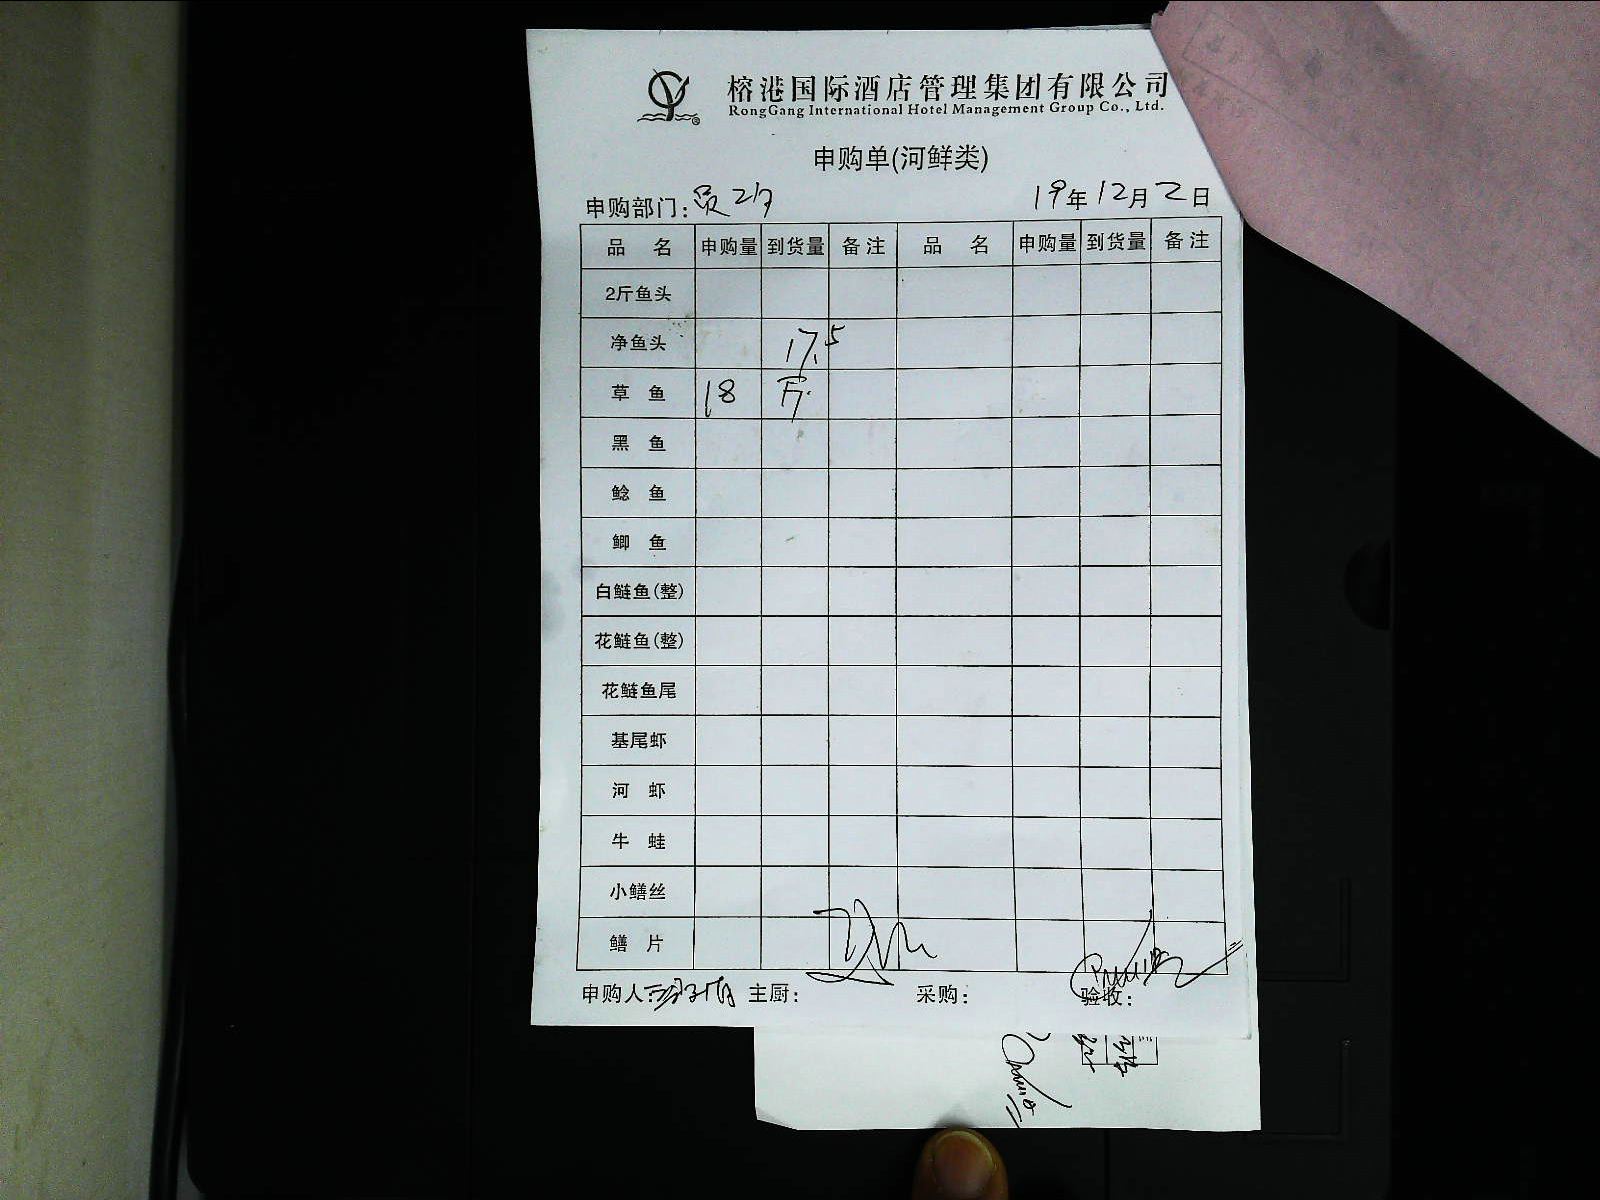 榕港国际酒店管理集团有限公司
RongGang International Hotel Management Group Co., Ltd.
申购单(河鲜类)
申购部门: 19年12月2日
品 名 申购量 到货量 备注 品 名 申购量 到货量 备注
2斤鱼头
净鱼头 17.5
草 鱼 18 斤
黑 鱼
鲶 鱼
鲫 鱼
白鲢鱼(整)
花鲢鱼(整)
花鲢鱼尾
基尾虾
河 虾
牛 蛙
小鳝丝
鳝 片
申购人: 主厨: 采购: 验收: